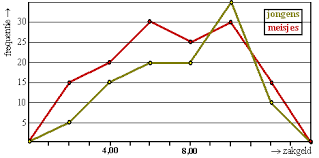 frequentie →
jongens
meisjes
30
25
20
15
10
5
4,00
8,00
→ zakgeld